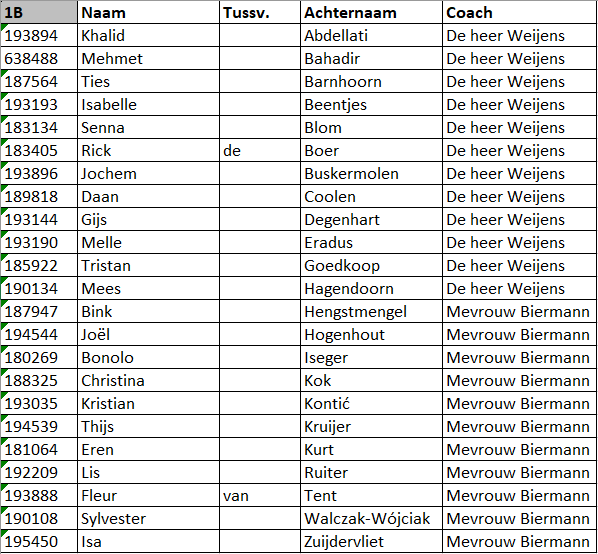 1B Naam Tussv. Achternaam Coach
193894 Khalid Abdellati De heer Weijens
638488 Mehmet Bahadir De heer Weijens
187564 Ties Barnhoorn De heer Weijens
193193 Isabelle Beentjes De heer Weijens
183134 Senna Blom De heer Weijens
183405 Rick de Boer De heer Weijens
193896 Jochem Buskermolen De heer Weijens
189818 Daan Coolen De heer Weijens
193144 Gijs Degenhart De heer Weijens
193190 Melle Eradus De heer Weijens
185922 Tristan Goedkoop De heer Weijens
190134 Mees Hagendoorn De heer Weijens
187947 Bink Hengstmengel Mevrouw Biermann
194544 Joël Hogenhout Mevrouw Biermann
180269 Bonolo Iseger Mevrouw Biermann
188325 Christina Kok Mevrouw Biermann
193035 Kristian Kontić Mevrouw Biermann
194539 Thijs Kruijer Mevrouw Biermann
181064 Eren Kurt Mevrouw Biermann
192209 Lis Ruiter Mevrouw Biermann
193888 Fleur van Tent Mevrouw Biermann
190108 Sylvester Walczak-Wójciak Mevrouw Biermann
195450 Isa Zuijdervliet Mevrouw Biermann